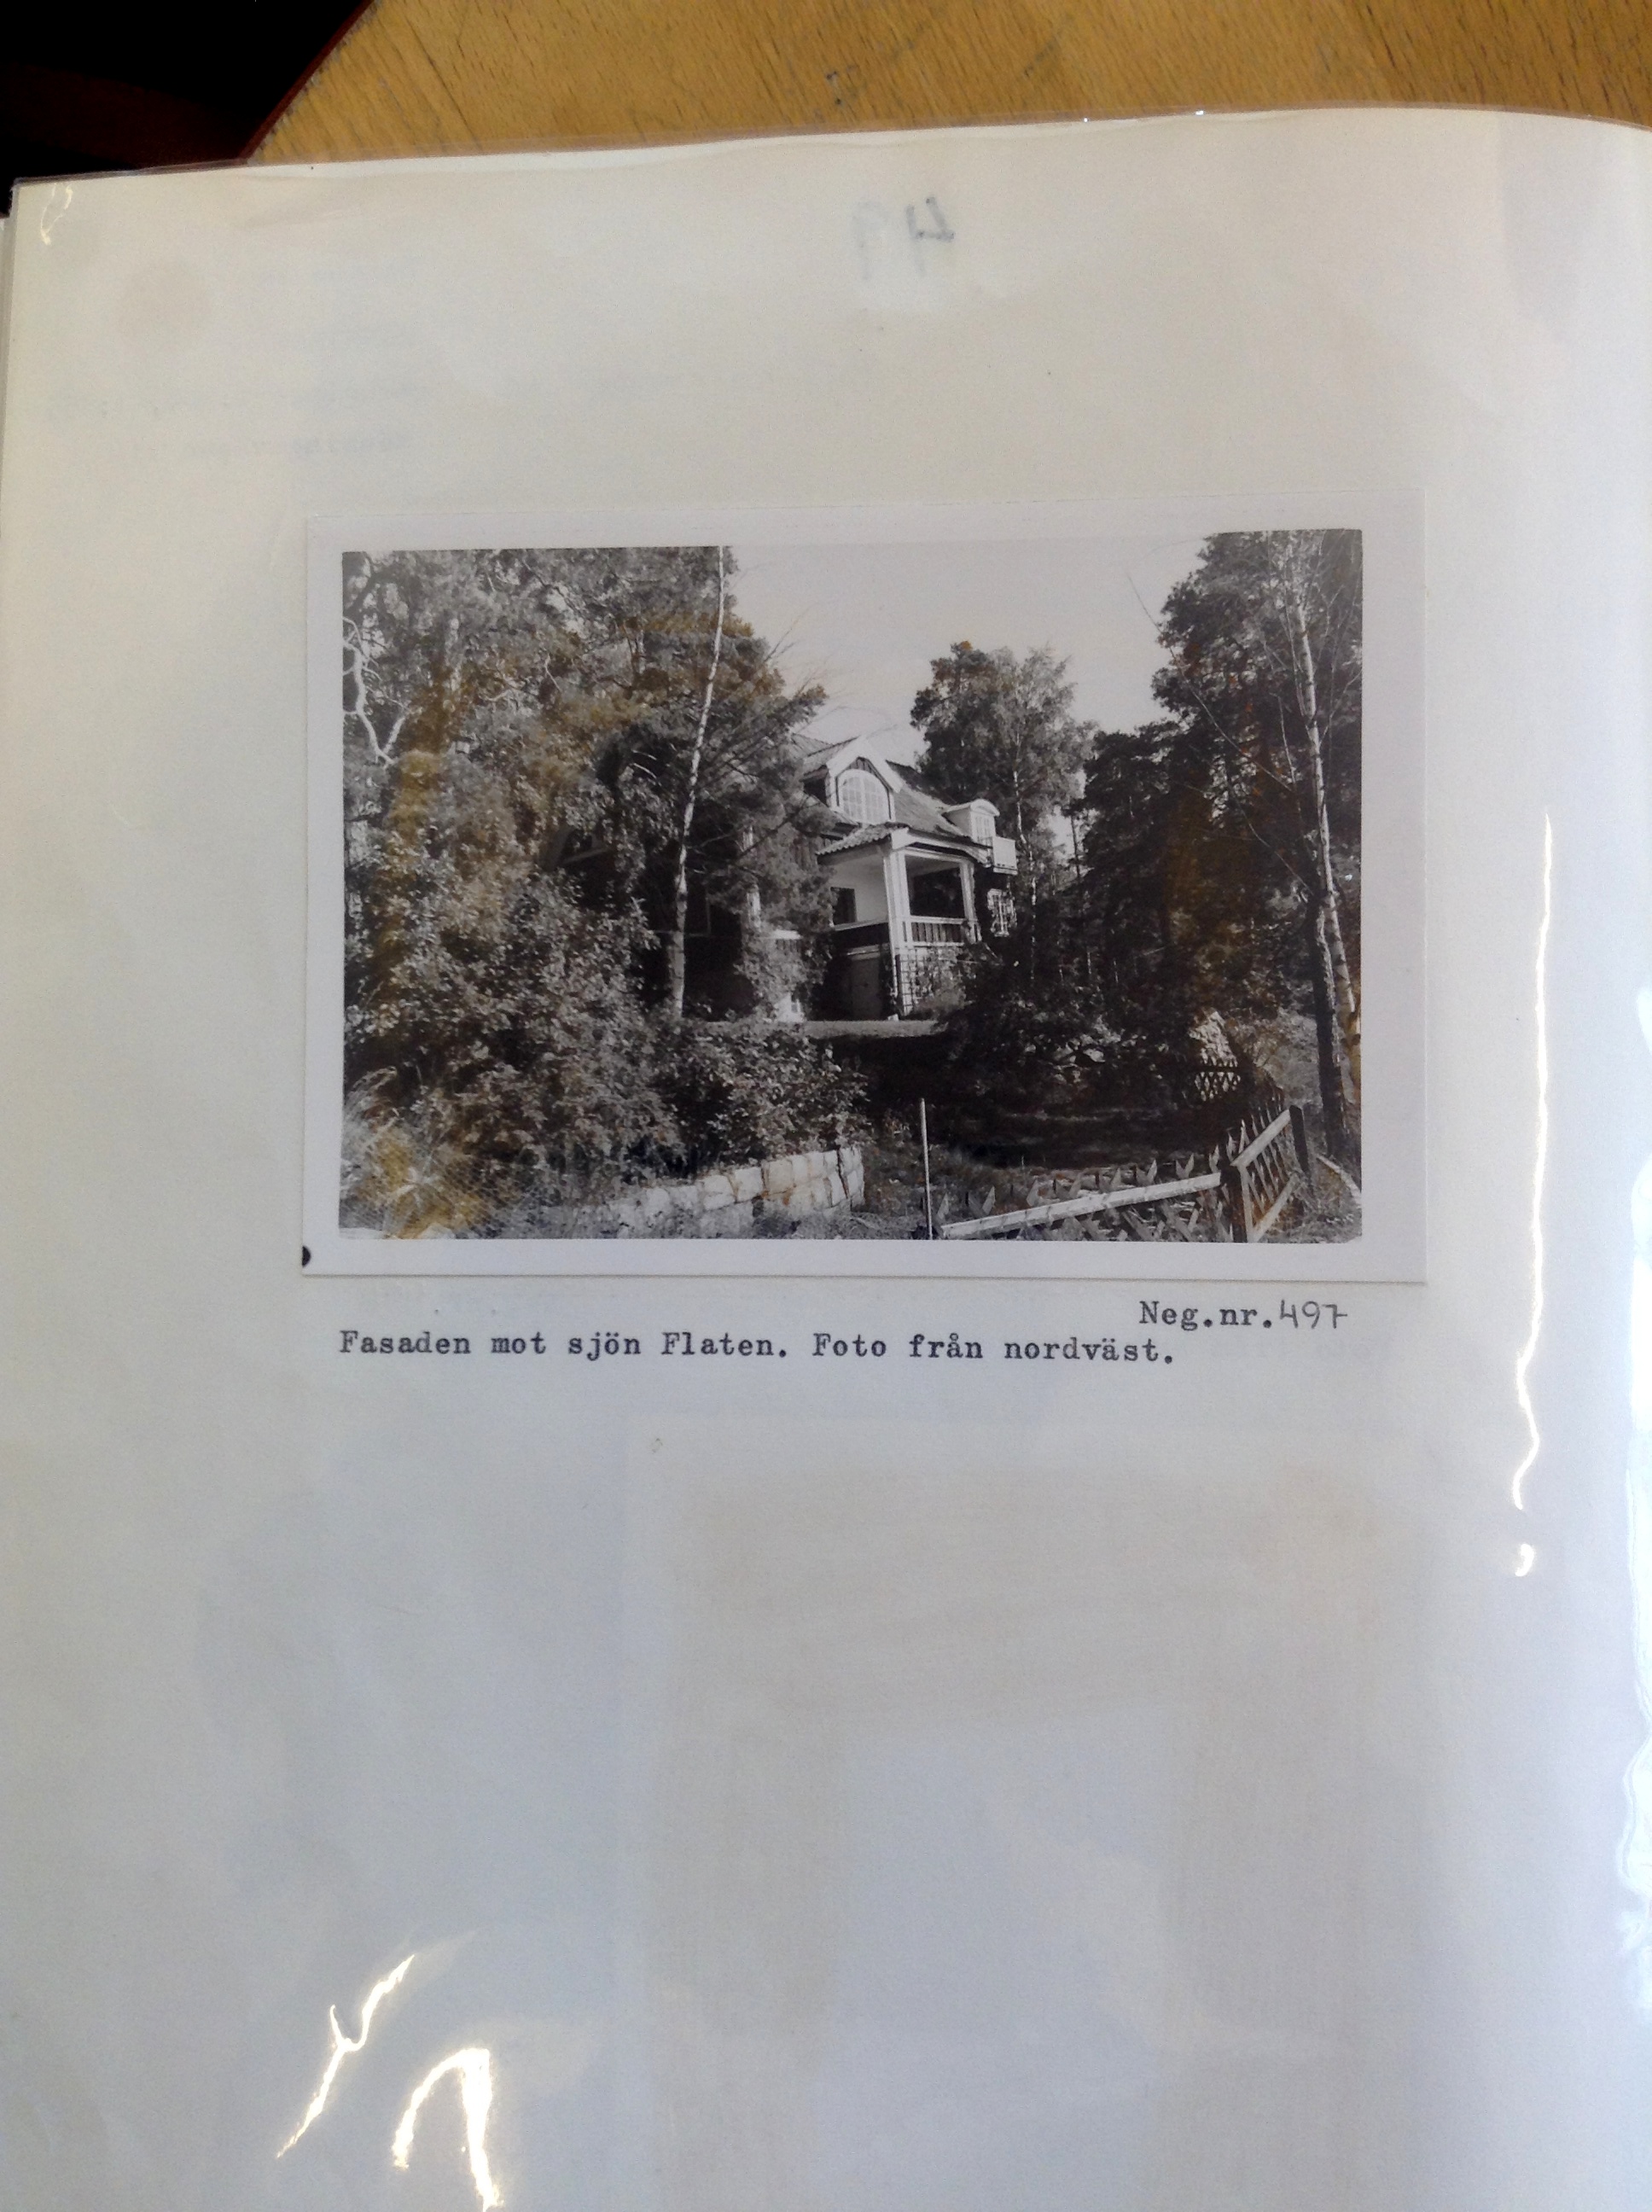 Neg.nr.497
Fasaden mot sjön Flaten. Foto från nordväst.